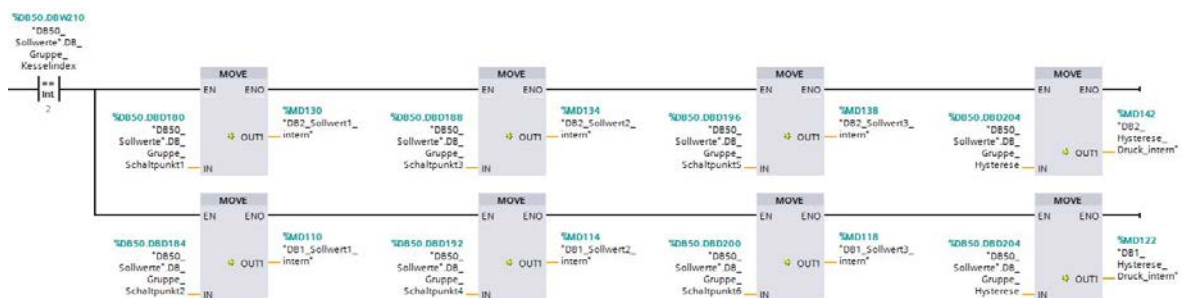 %DB50.DBW210
"DB50_
Sollwerte".DB_
Gruppe_
Kesselindex
==
Int
2
MOVE
EN ENO
%DB50.DBD180
"DB50_
Sollwerte".DB_
Gruppe_
Schaltpunkt1
IN
OUT1
%MD130
"DB2_Sollwert1_
intern"
MOVE
EN ENO
%DB50.DBD188
"DB50_
Sollwerte".DB_
Gruppe_
Schaltpunkt3
IN
OUT1
%MD134
"DB2_Sollwert2_
intern"
MOVE
EN ENO
%DB50.DBD196
"DB50_
Sollwerte".DB_
Gruppe_
Schaltpunkt5
IN
OUT1
%MD138
"DB2_Sollwert3_
intern"
MOVE
EN ENO
%DB50.DBD204
"DB50_
Sollwerte".DB_
Gruppe_
Hysterese
IN
OUT1
%MD142
"DB2_
Hysterese_
Druck_intern"
MOVE
EN ENO
%DB50.DBD184
"DB50_
Sollwerte".DB_
Gruppe_
Schaltpunkt2
IN
OUT1
%MD110
"DB1_Sollwert1_
intern"
MOVE
EN ENO
%DB50.DBD192
"DB50_
Sollwerte".DB_
Gruppe_
Schaltpunkt4
IN
OUT1
%MD114
"DB1_Sollwert2_
intern"
MOVE
EN ENO
%DB50.DBD200
"DB50_
Sollwerte".DB_
Gruppe_
Schaltpunkt6
IN
OUT1
%MD118
"DB1_Sollwert3_
intern"
MOVE
EN ENO
%DB50.DBD204
"DB50_
Sollwerte".DB_
Gruppe_
Hysterese
IN
OUT1
%MD122
"DB1_
Hysterese_
Druck_intern"